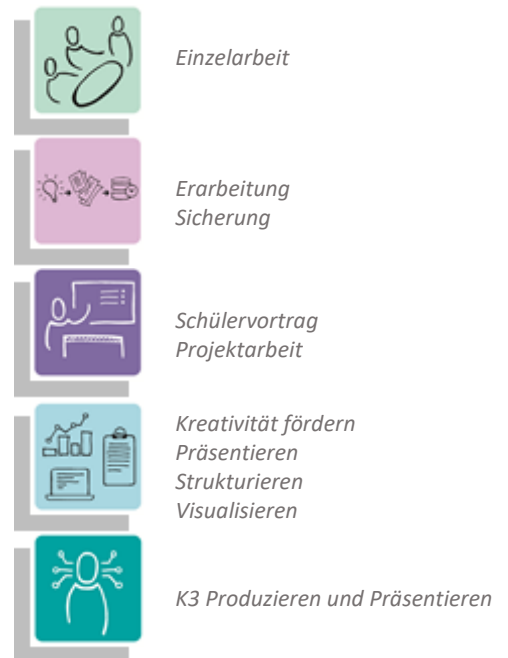 Einzelarbeit
Erarbeitung
Sicherung
Schülervortrag
Projektarbeit
Kreativität fördern
Präsentieren
Strukturieren
Visualisieren
K3 Produzieren und Präsentieren